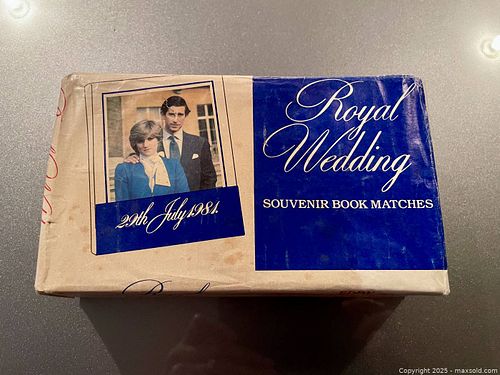 Royal
Wedding
SOUVENIR BOOK MATCHES
29th July 1981.
Copyright 2025 - maxsold.com